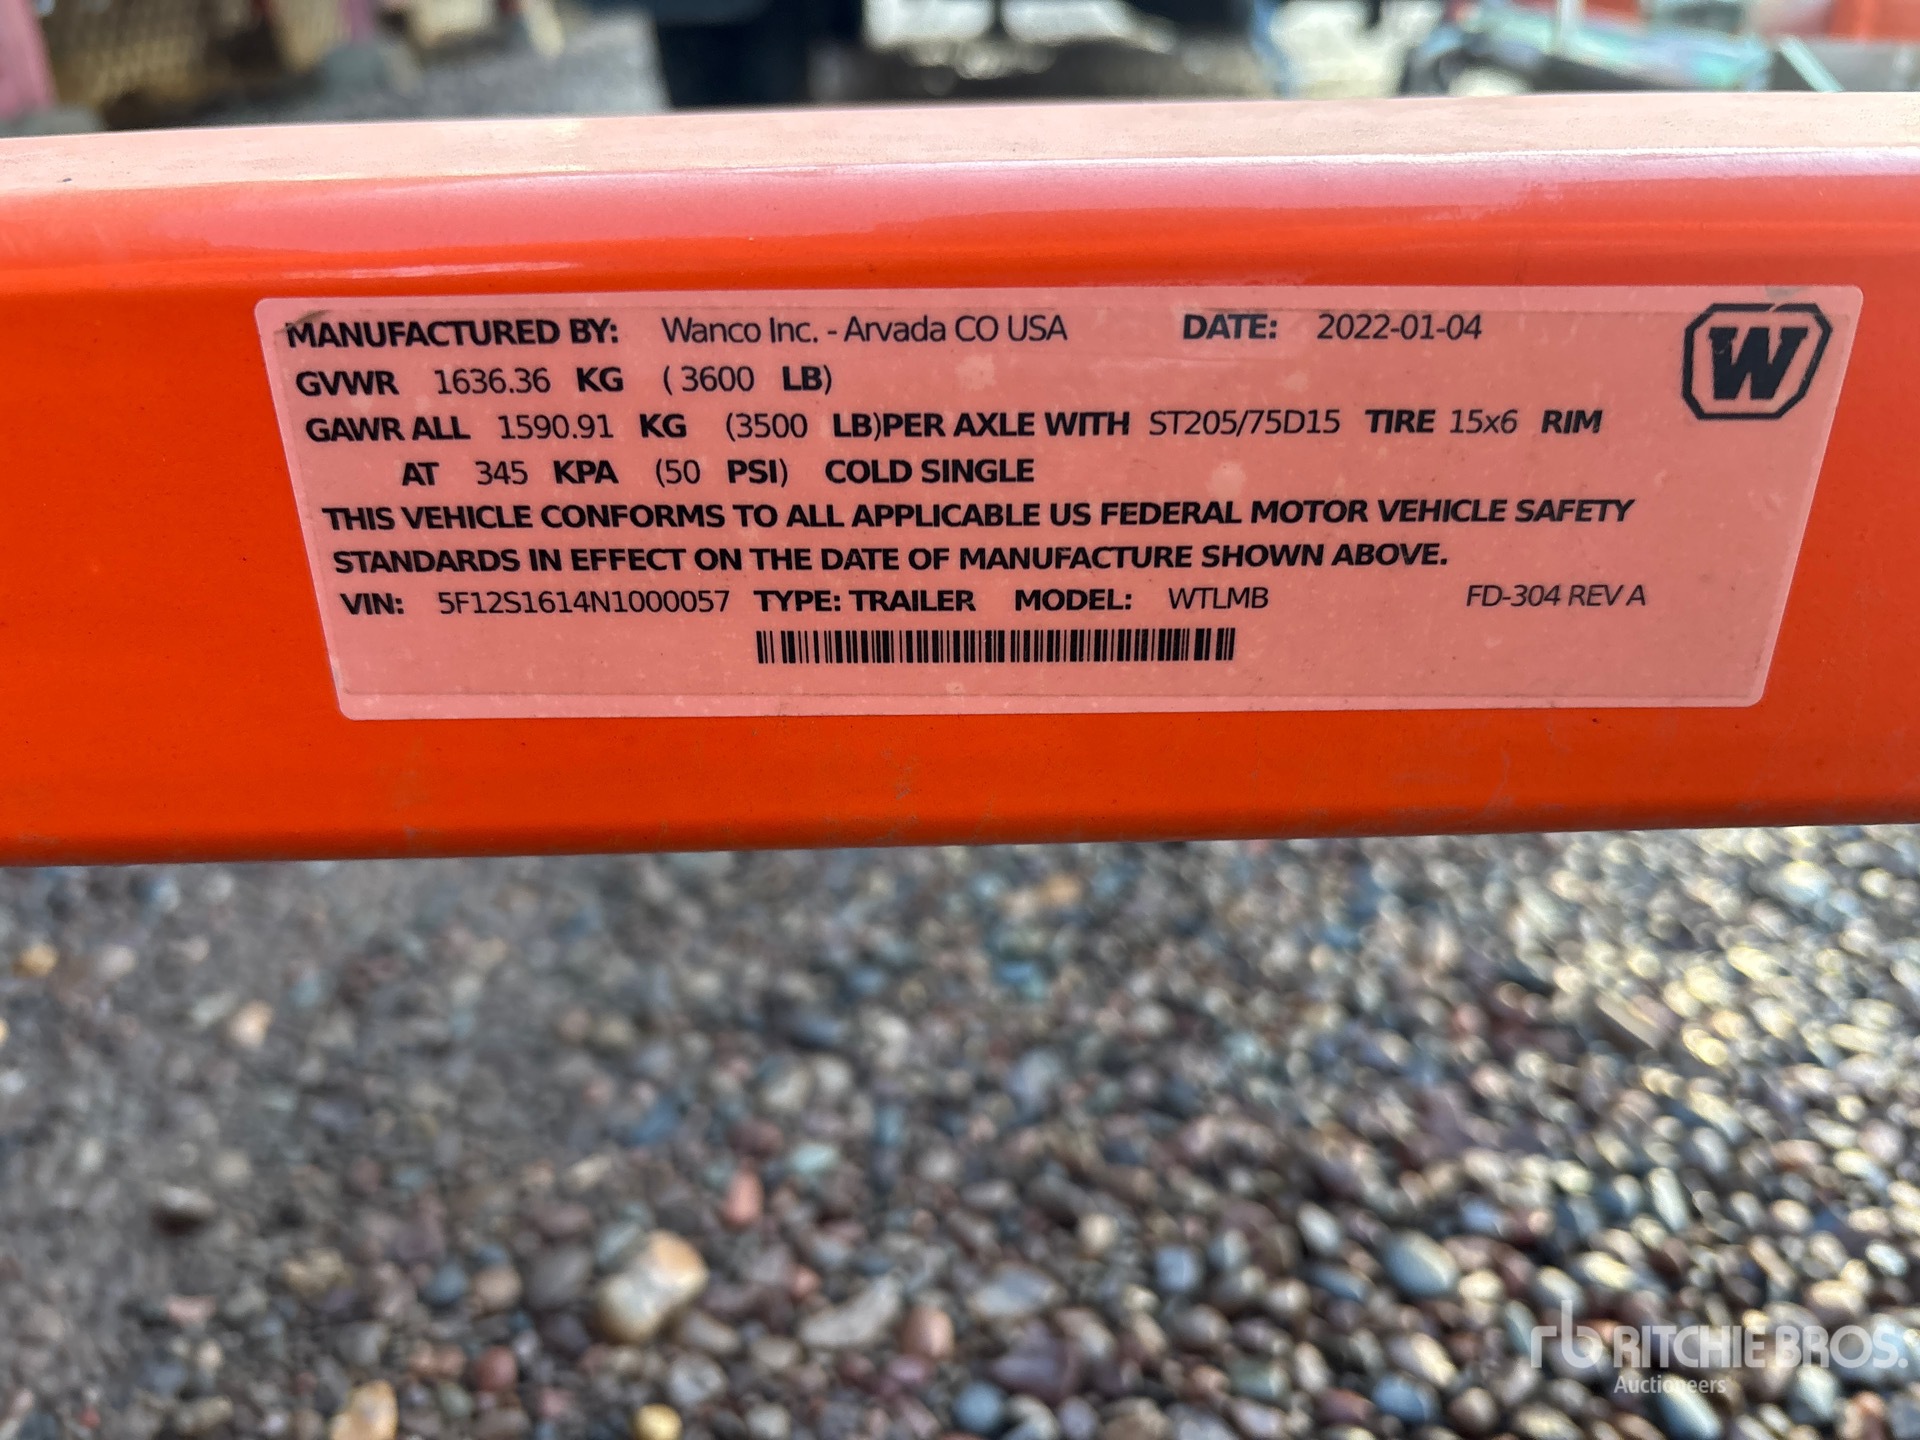 MANUFACTURED BY: Wanco Inc. - Arvada CO USA DATE: 2022-01-04
W
GVWR 1636.36 KG ( 3600 LB)
GAWR ALL 1590.91 KG (3500 LB)PER AXLE WITH ST205/75D15 TIRE 15x6 RIM
AT 345 KPA (50 PSI) COLD SINGLE
THIS VEHICLE CONFORMS TO ALL APPLICABLE US FEDERAL MOTOR VEHICLE SAFETY
STANDARDS IN EFFECT ON THE DATE OF MANUFACTURE SHOWN ABOVE.
VIN: 5F12S1614N1000057 TYPE: TRAILER MODEL: WTLMB FD-304 REV A
rb RITCHIE BROS.
Auctioneers